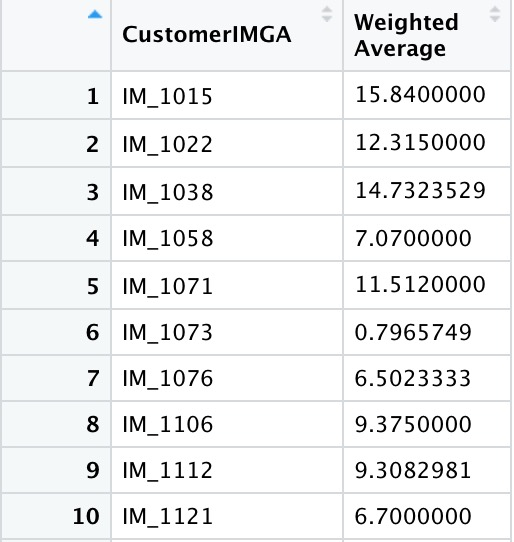 CustomerIMGA Weighted
Average
1 IM_1015 15.8400000
2 IM_1022 12.3150000
3 IM_1038 14.7323529
4 IM_1058 7.0700000
5 IM_1071 11.5120000
6 IM_1073 0.7965749
7 IM_1076 6.5023333
8 IM_1106 9.3750000
9 IM_1112 9.3082981
10 IM_1121 6.7000000